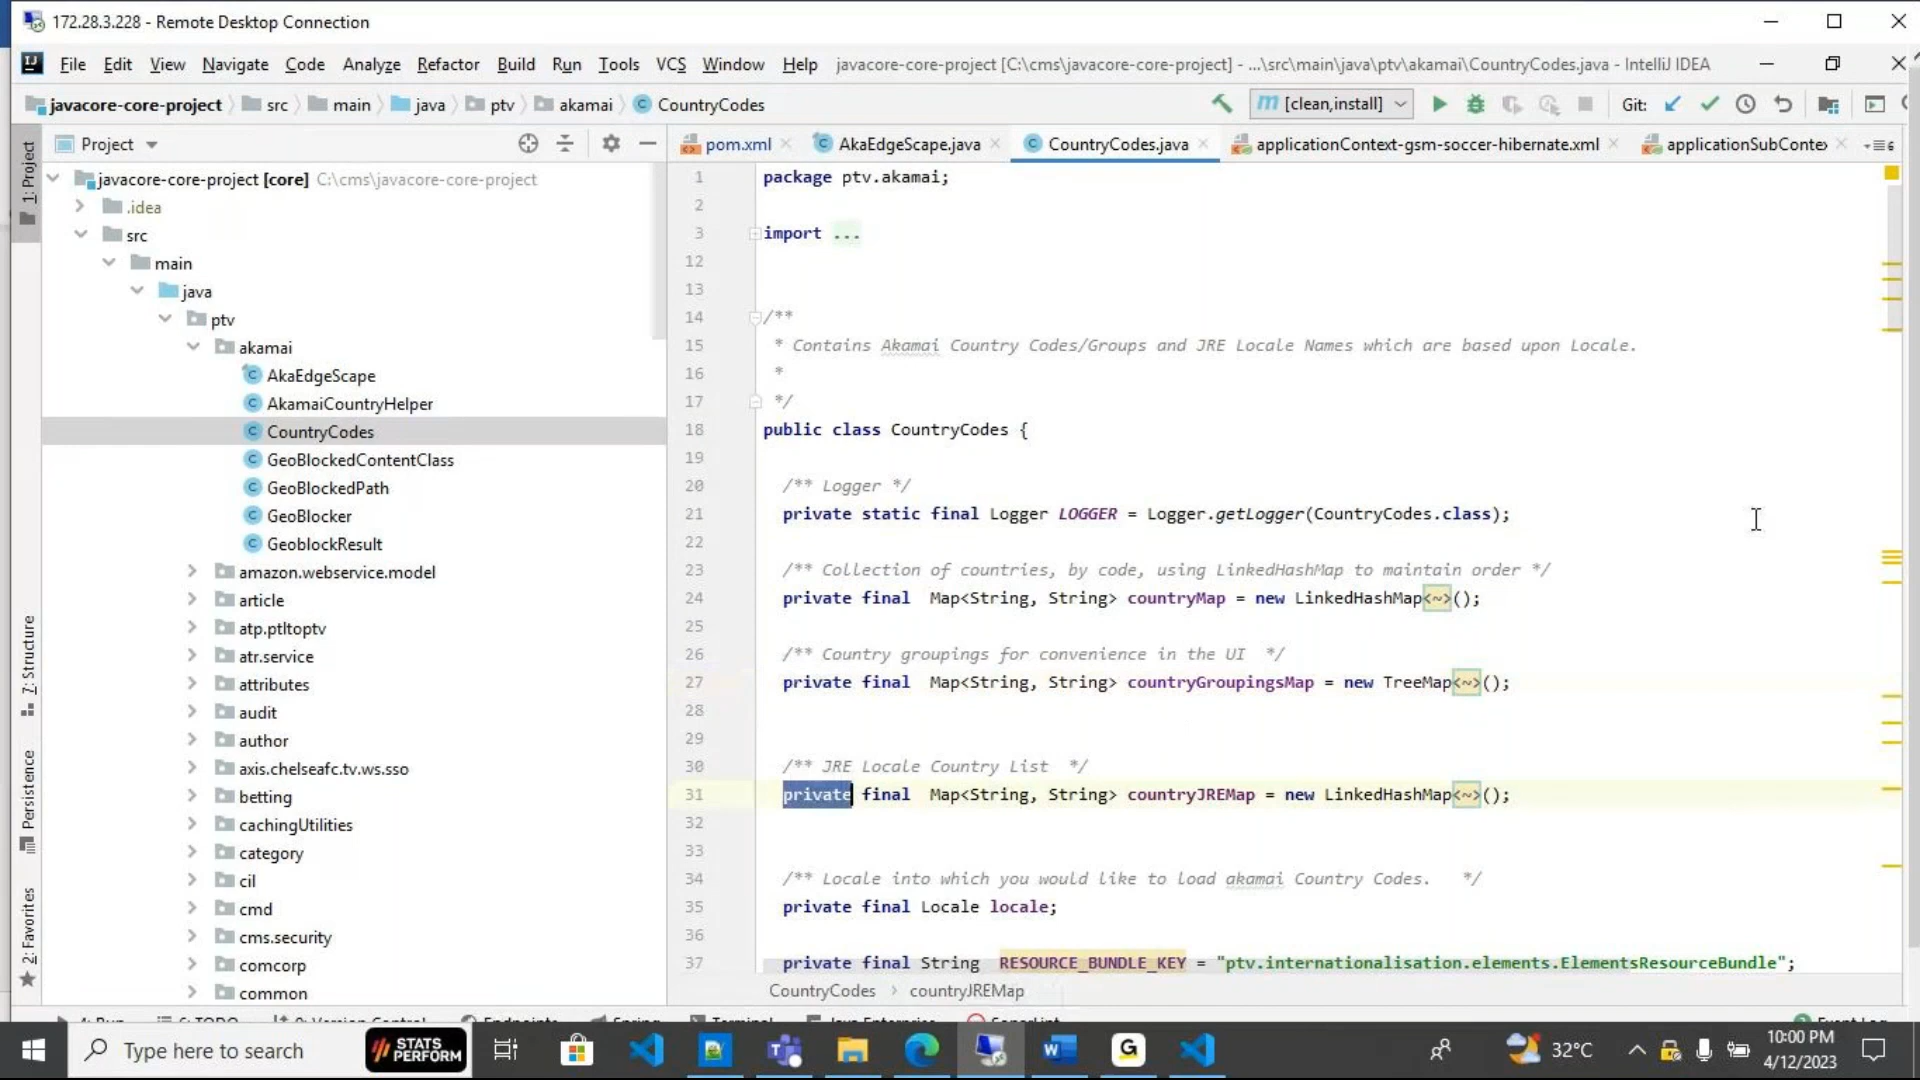 172.28.3.228 - Remote Desktop Connection
File Edit View Navigate Code Analyze Refactor Build Run Tools VCS Window Help javacore-core-project [C:\cms\javacore-core-project] - ...\src\main\java\ptv\akamai\CountryCodes.java - IntelliJ IDEA
javacore-core-project src main java ptv akamai CountryCodes [clean,install] Git:
Project
pom.xml AkaEdgeScape.java CountryCodes.java applicationContext-gsm-soccer-hibernate.xml applicationSubConte 6
1: Project
7: Structure
Persistence
2: Favorites
javacore-core-project [core] C:\cms\javacore-core-project
.idea
src
main
java
ptv
akamai
AkaEdgeScape
AkamaiCountryHelper
CountryCodes
GeoBlockedContentClass
GeoBlockedPath
GeoBlocker
GeoblockResult
amazon.webservice.model
article
atp.ptltoptv
atr.service
attributes
audit
author
axis.chelseafc.tv.ws.sso
betting
cachingUtilities
category
cil
cmd
cms.security
comcorp
common
1 package ptv.akamai;
2
3 import ...
12
13
14 /**
15 * Contains Akamai Country Codes/Groups and JRE Locale Names which are based upon Locale.
16 *
17 */
18 public class CountryCodes {
19
20 /** Logger */
21 private static final Logger LOGGER = Logger.getLogger(CountryCodes.class);
22
23 /** Collection of countries, by code, using LinkedHashMap to maintain order */
24 private final Map<String, String> countryMap = new LinkedHashMap<~>();
25
26 /** Country groupings for convenience in the UI */
27 private final Map<String, String> countryGroupingsMap = new TreeMap<~>();
28
29
30 /** JRE Locale Country List */
31 private final Map<String, String> countryJREMap = new LinkedHashMap<~>();
32
33
34 /** Locale into which you would like to load akamai Country Codes. */
35 private final Locale locale;
36
37 private final String RESOURCE_BUNDLE_KEY = "ptv.internationalisation.elements.ElementsResourceBundle";
CountryCodes countryJREMap
Type here to search
STATS PERFORM
32°C
10:00 PM
4/12/2023